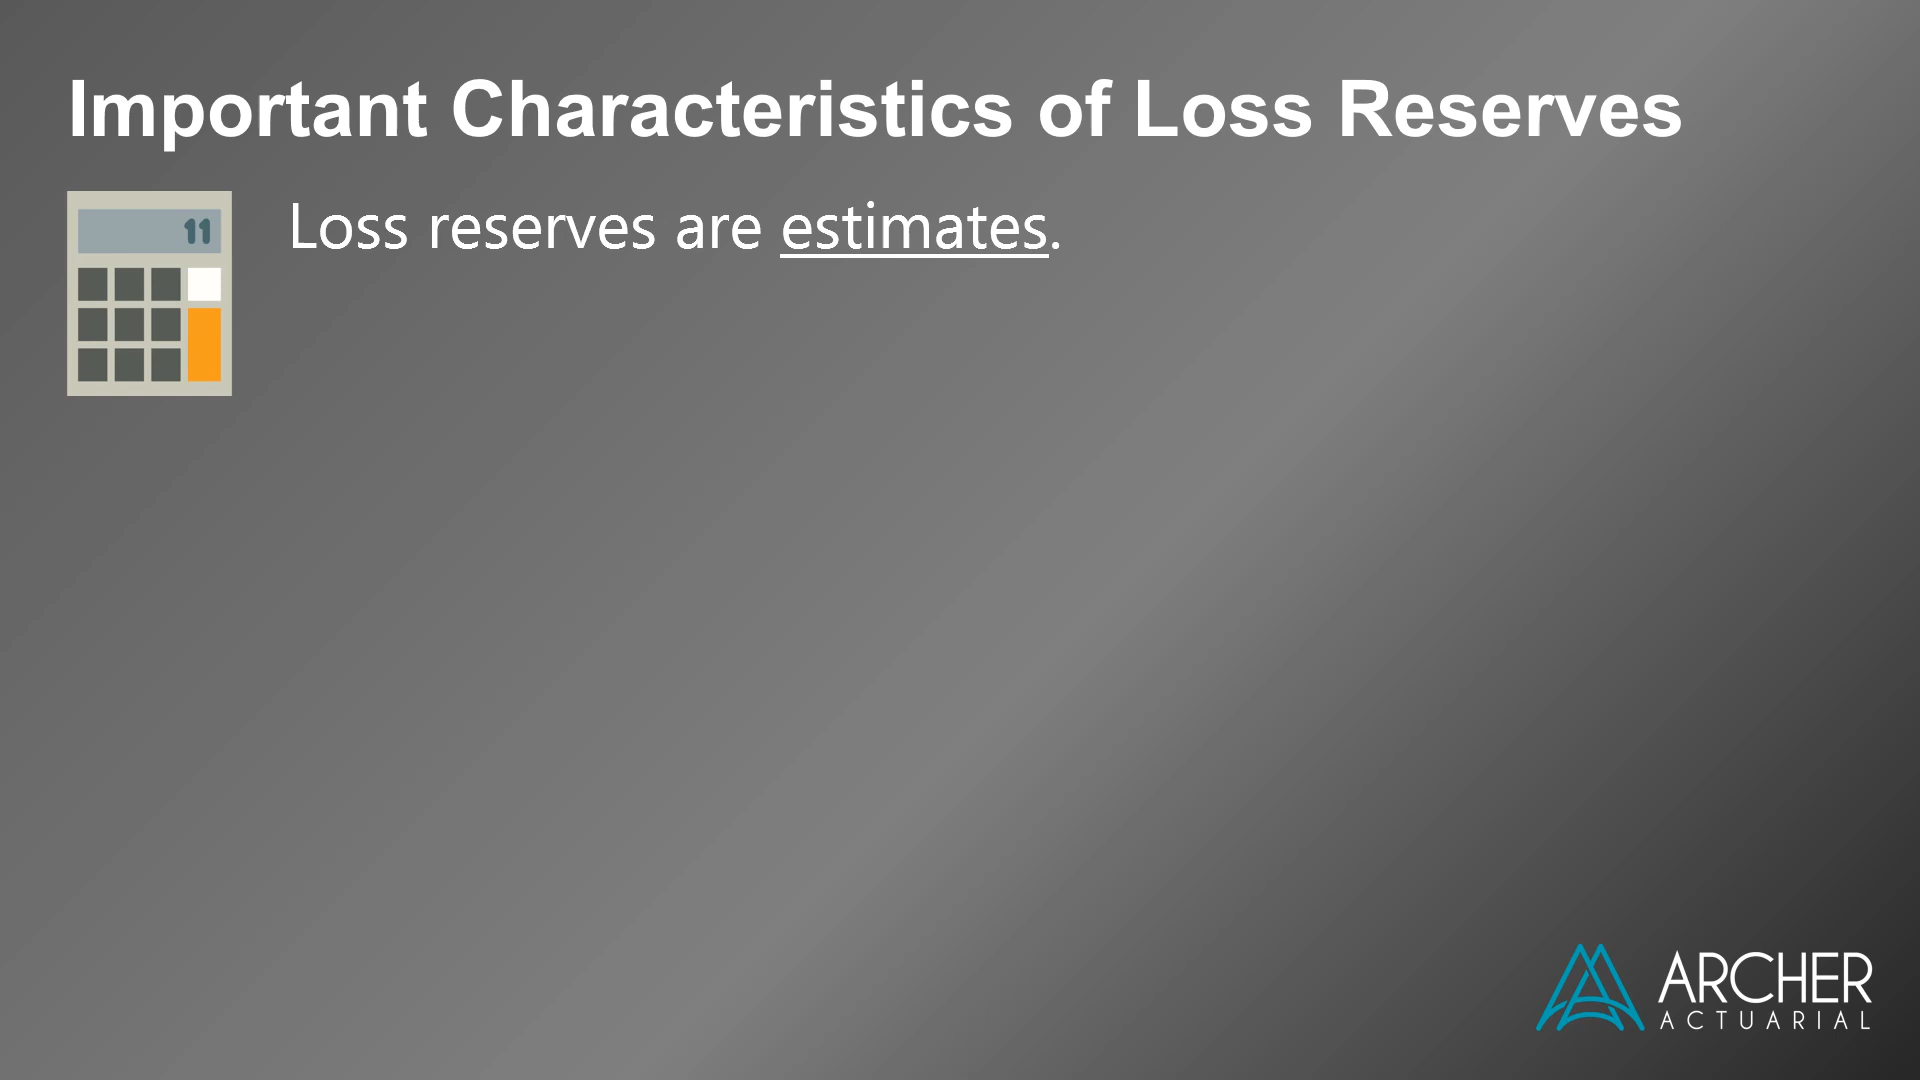 Important Characteristics of Loss Reserves
11
Loss reserves are estimates.
ARCHER
ACTUARIAL